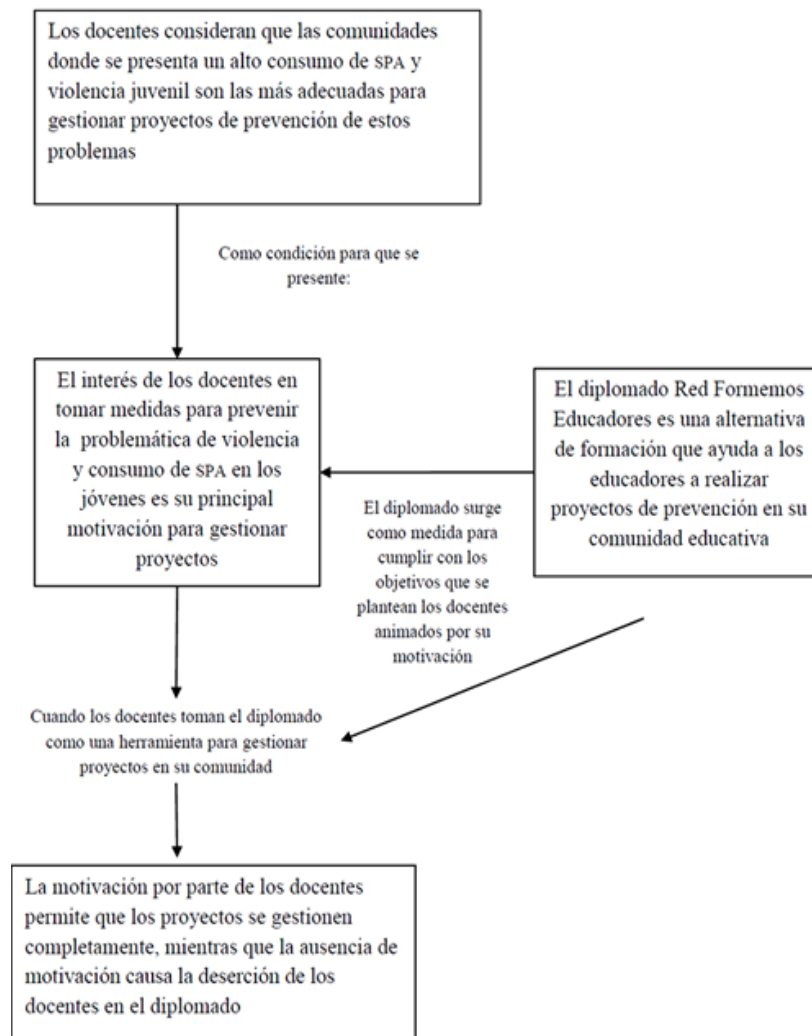 Los docentes consideran que las comunidades
donde se presenta un alto consumo de SPA y
violencia juvenil son las más adecuadas para
gestionar proyectos de prevención de estos
problemas
Como condición para que se
presente:
El interés de los docentes en
tomar medidas para prevenir
la problemática de violencia
y consumo de SPA en los
jóvenes es su principal
motivación para gestionar
proyectos
El diplomado Red Formemos
Educadores es una alternativa
de formación que ayuda a los
educadores a realizar
proyectos de prevención en su
comunidad educativa
El diplomado surge
como medida para
cumplir con los
objetivos que se
plantean los docentes
animados por su
motivación
Cuando los docentes toman el diplomado
como una herramienta para gestionar
proyectos en su comunidad
La motivación por parte de los docentes
permite que los proyectos se gestionen
completamente, mientras que la ausencia de
motivación causa la deserción de los
docentes en el diplomado